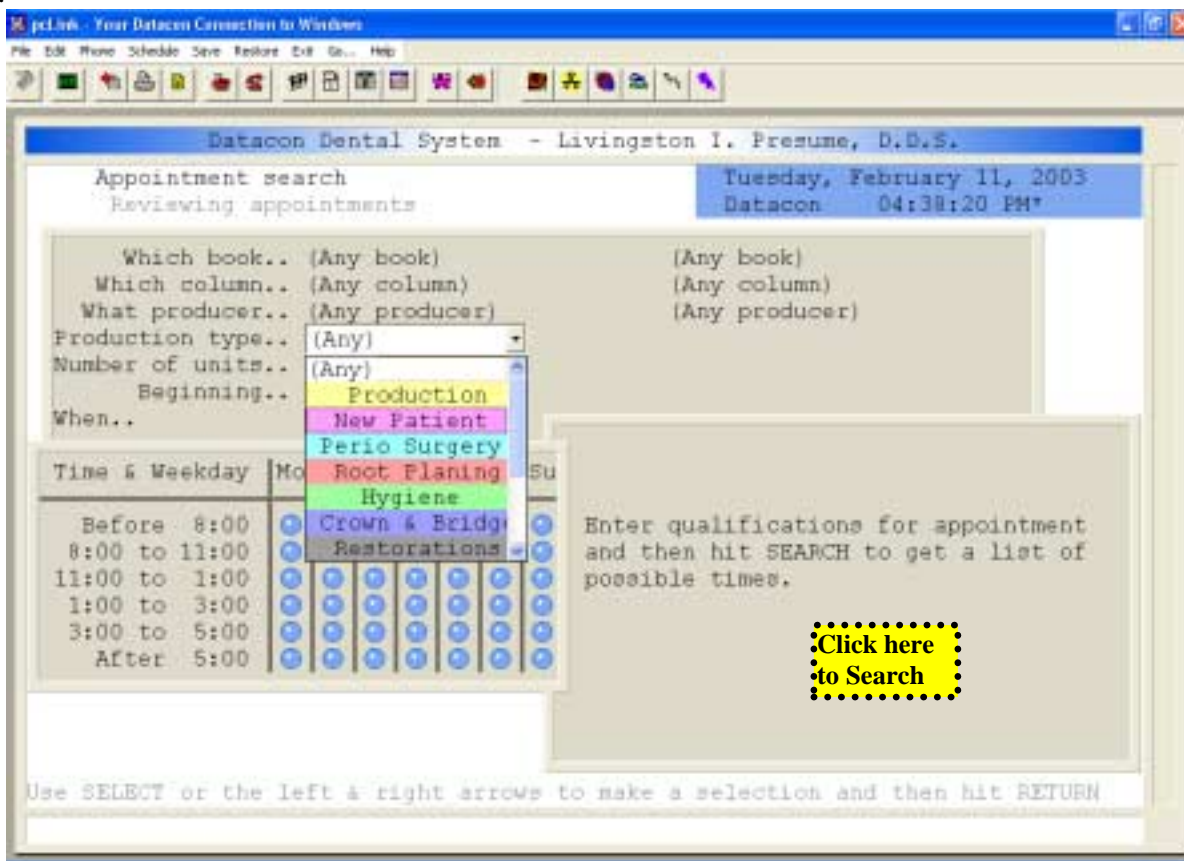 pcLink - Your Datacon Connection to Windows
File Edit Phone Schedule Save Restore Exit Go... Help
Datacon Dental System - Livingston I. Presume, D.D.S.
Appointment search Tuesday, February 11, 2003
Reviewing appointments Datacon 04:38:20 PM*
Which book.. (Any book) (Any book)
Which column.. (Any column) (Any column)
What producer.. (Any producer) (Any producer)
Production type.. (Any)
Number of units.. (Any)
Beginning.. Production
When.. New Patient
Perio Surgery
Time & Weekday Mo Root Planing Su
Hygiene
Before 8:00 Crown & Bridg Enter qualifications for appointment
8:00 to 11:00 Restorations and then hit SEARCH to get a list of
11:00 to 1:00 possible times.
1:00 to 3:00
3:00 to 5:00 Click here
After 5:00 to Search
Use SELECT or the left & right arrows to make a selection and then hit RETURN